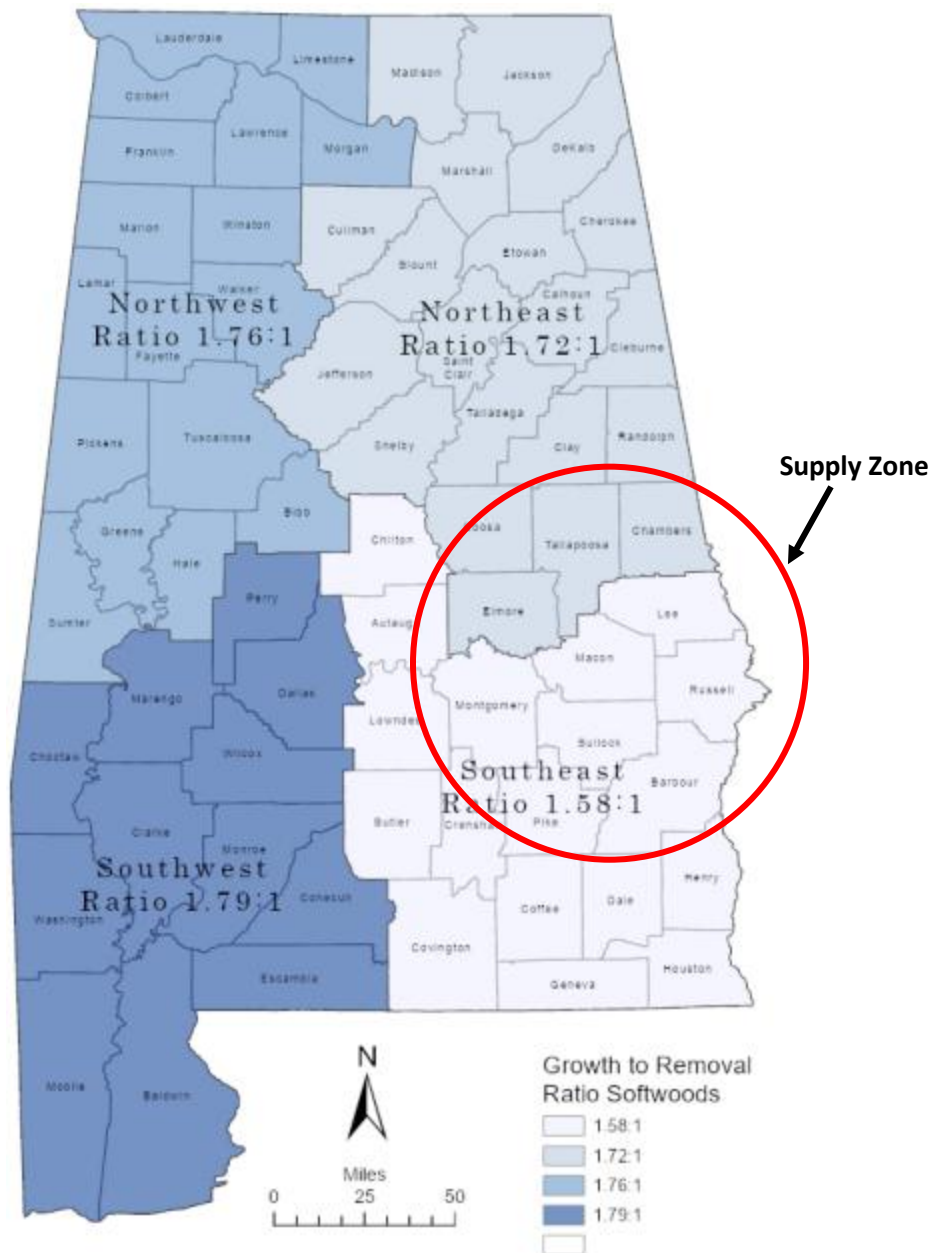 Lauderdale
Limestone
Madison
Jackson
Colbert
Lawrence
Franklin
Morgan
DeKalb
Marshall
Cherokee
Marion
Winston
Cullman
Etowah
Blount
Lamar
Walker
Calhoun
Northwest
Ratio 1.76:1
Northeast
Ratio 1.72:1
Fayette
Saint
Clair
Cleburne
Jefferson
Talladega
Pickens
Tuscaloosa
Shelby
Clay
Randolph
Supply Zone
Greene
Bibb
Coosa
Chambers
Hale
Chilton
Tallapoosa
Perry
Elmore
Lee
Sumter
Autaug
Macon
Marengo
Dallas
Montgomery
Russell
Lowndes
Choctaw
Wilcox
Bullock
Southeast
Ratio 1.58:1
Barbour
Butler
Crensha
Pike
Clarke
Monroe
Southwest
Ratio 1.79:1
Conecuh
Henry
Washington
Coffee
Dale
Covington
Escambia
Geneva
Houston
Mobile
Baldwin
N
Miles
0 25 50
Growth to Removal
Ratio Softwoods
1.58:1
1.72:1
1.76:1
1.79:1